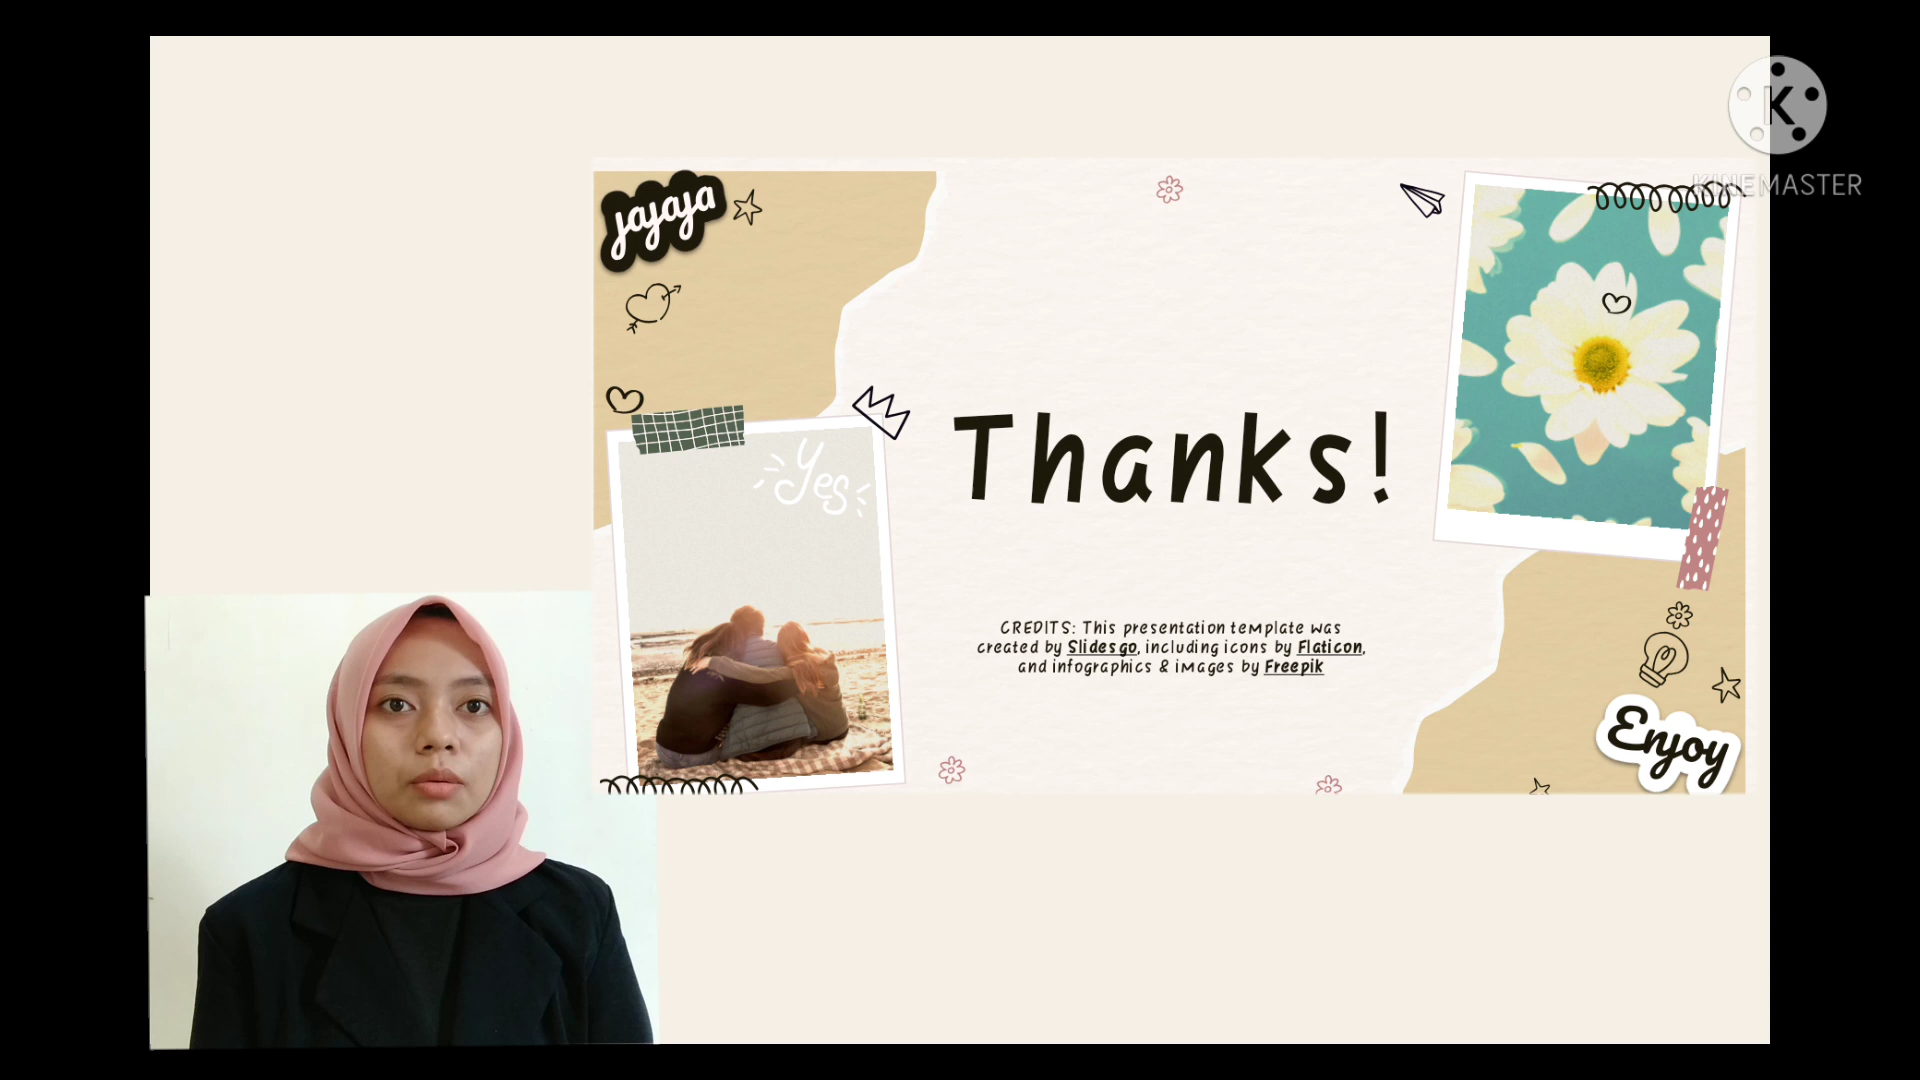 K
KINEMASTER
jajaja
Yes
Thanks!
CREDITS: This presentation template was
created by Slidesgo, including icons by Flaticon,
and infographics & images by Freepik
Enjoy